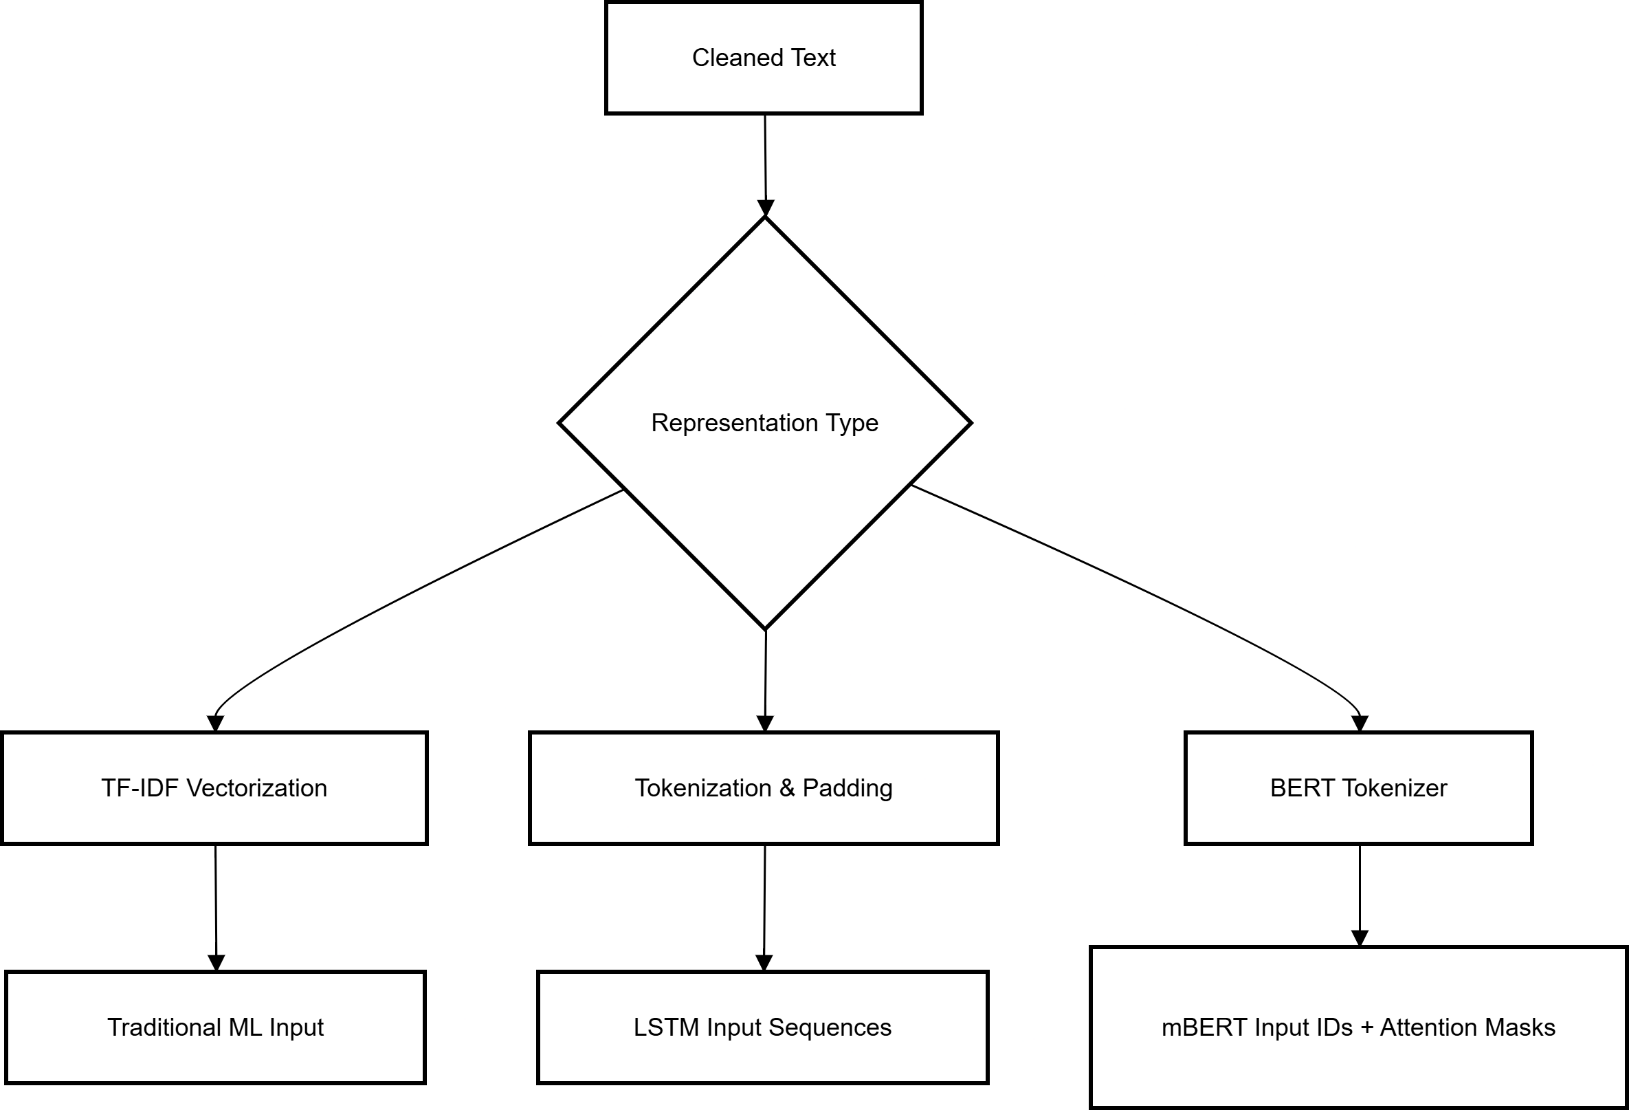 Cleaned Text
Representation Type
TF-IDF Vectorization
Tokenization & Padding
BERT Tokenizer
Traditional ML Input
LSTM Input Sequences
mBERT Input IDs + Attention Masks